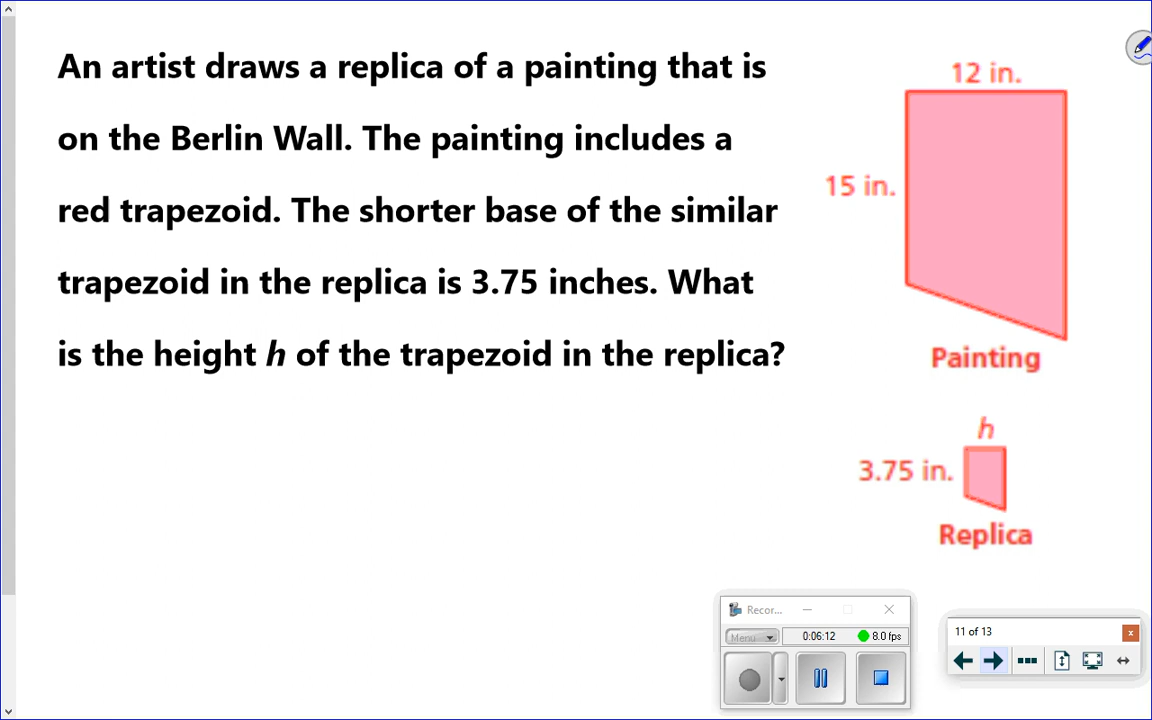 An artist draws a replica of a painting that is
on the Berlin Wall. The painting includes a
red trapezoid. The shorter base of the similar
trapezoid in the replica is 3.75 inches. What
is the height h of the trapezoid in the replica?
12 in.
15 in.
Painting
h
3.75 in.
Replica
Recor...
Menu
0:06:12
8.0 fps
11 of 13